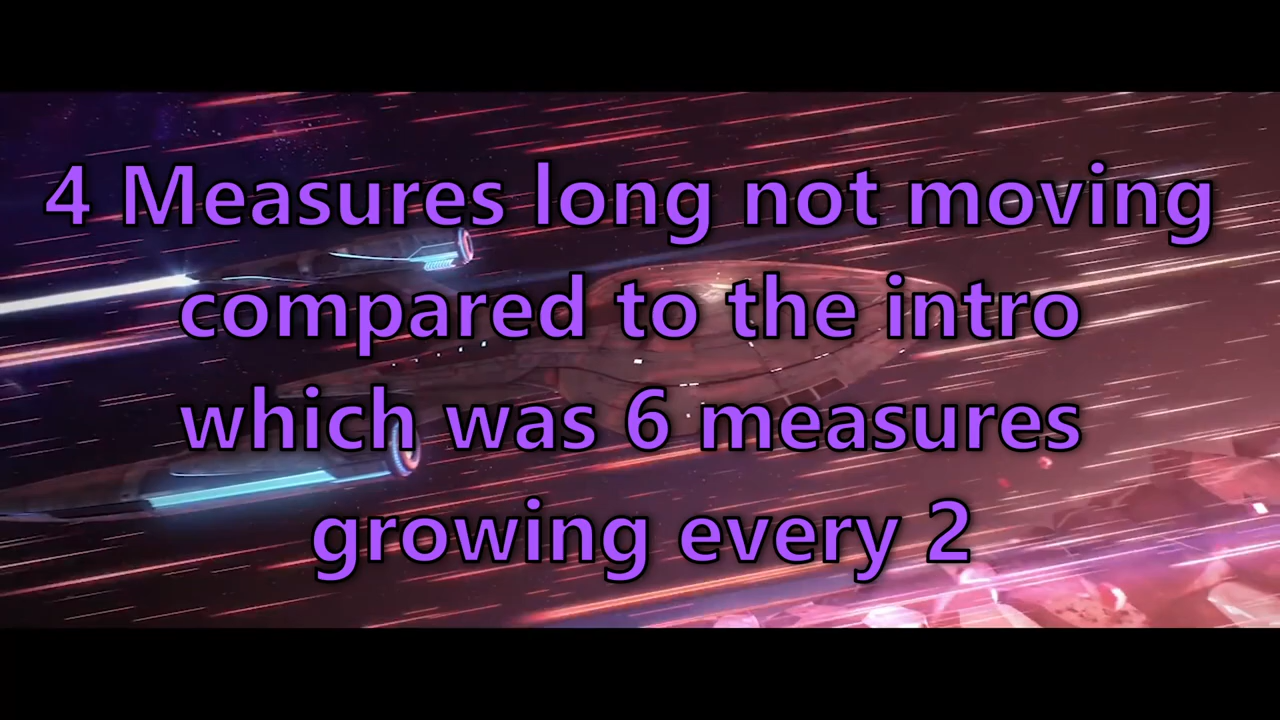 4 Measures long not moving
compared to the intro
which was 6 measures
growing every 2